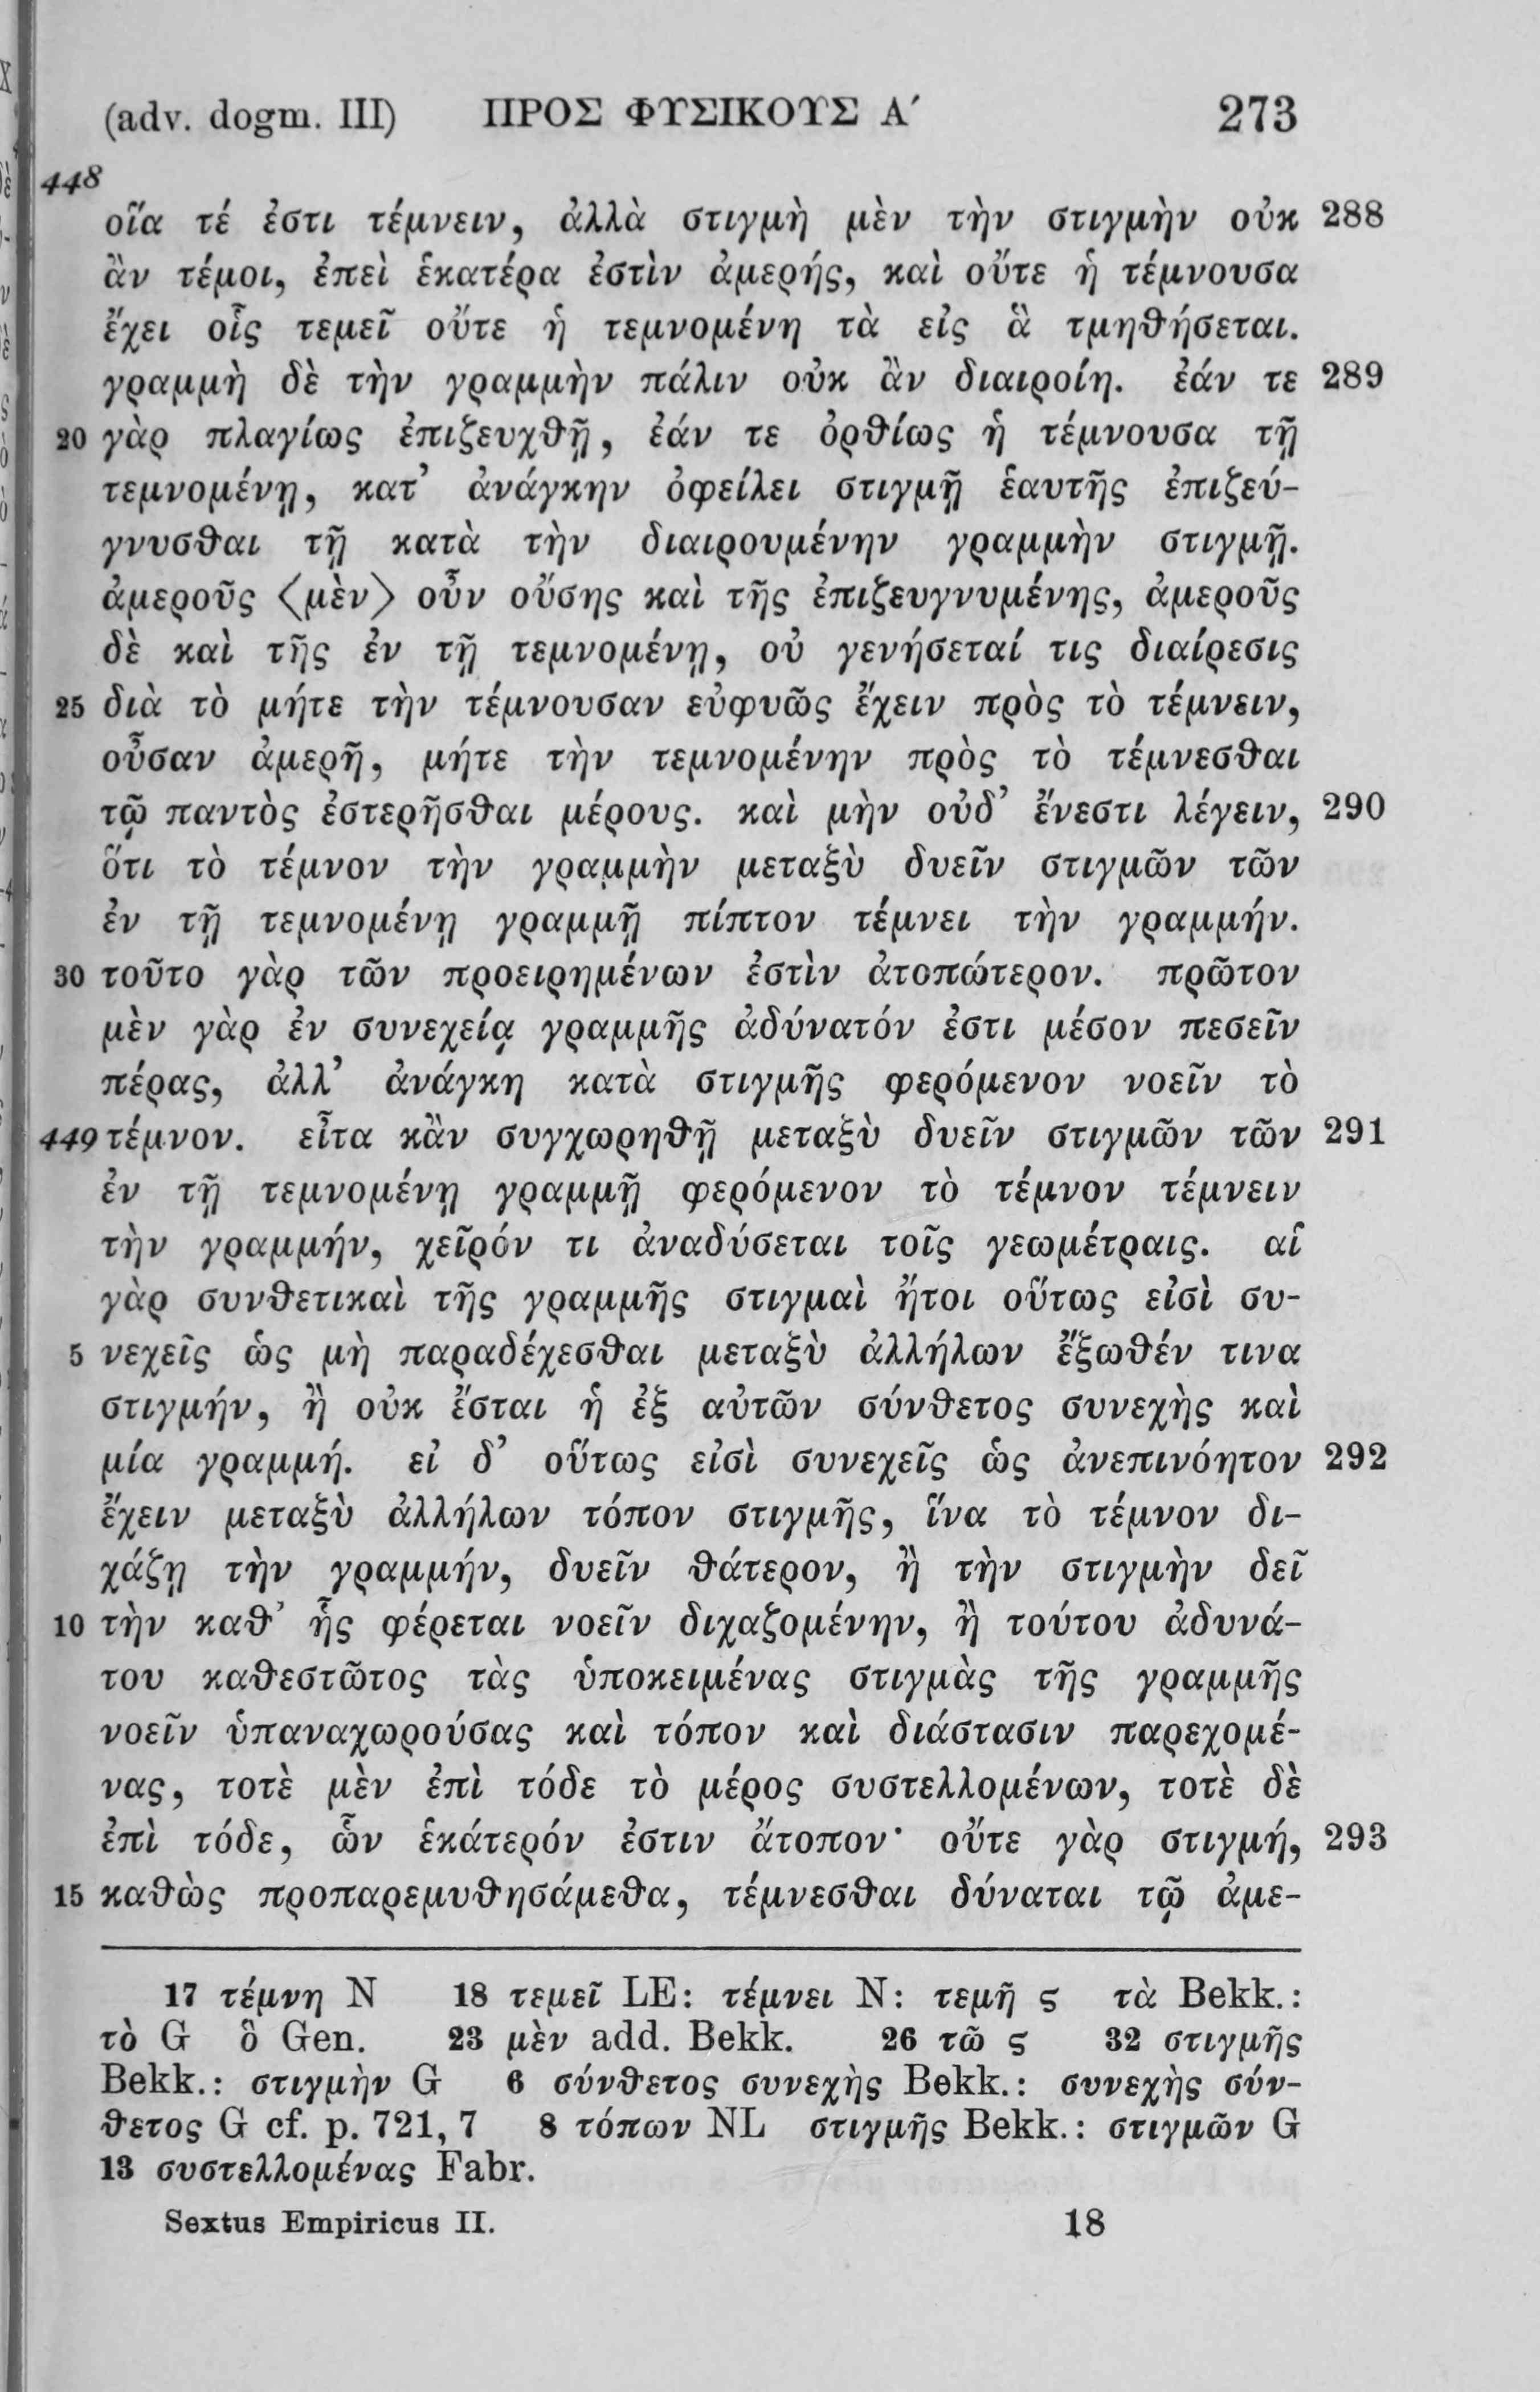 (adv. dogm. III) ΠΡΟΣ ΦΥΣΙΚΟΥΣ Α´ 273
448
οἵα τέ ἐστι τέμνειν, ἀλλὰ στιγμὴ μὲν τὴν στιγμὴν οὐκ 288
ἂν τέμοι, ἐπεὶ ἑκατέρα ἐστὶν ἀμερής, καὶ οὔτε ἡ τέμνουσα
ἔχει οἷς τεμεῖ οὔτε ἡ τεμνομένη τὰ εἰς ἃ τμηθήσεται.
γραμμὴ δὲ τὴν γραμμὴν πάλιν οὐκ ἂν διαιροίη. ἐάν τε 289
20 γὰρ πλαγίως ἐπιζευχθῇ, ἐάν τε ὀρθίως ἡ τέμνουσα τῇ
τεμνομένῃ, κατ’ ἀνάγκην ὀφείλει στιγμῇ ἑαυτῆς ἐπιζεύ-
γνυσθαι τῇ κατὰ τὴν διαιρουμένην γραμμὴν στιγμῇ.
ἀμεροῦς ⟨μὲν⟩ οὖν οὔσης καὶ τῆς ἐπιζευγνυμένης, ἀμεροῦς
δὲ καὶ τῆς ἐν τῇ τεμνομένῃ, οὐ γενήσεταί τις διαίρεσις
25 διὰ τὸ μήτε τὴν τέμνουσαν εὐφυῶς ἔχειν πρὸς τὸ τέμνειν,
οὖσαν ἀμερῆ, μήτε τὴν τεμνομένην πρὸς τὸ τέμνεσθαι
τῷ παντὸς ἐστερῆσθαι μέρους. καὶ μὴν οὐδ’ ἔνεστι λέγειν, 290
ὅτι τὸ τέμνον τὴν γραμμὴν μεταξὺ δυεῖν στιγμῶν τῶν
ἐν τῇ τεμνομένῃ γραμμῇ πίπτον τέμνει τὴν γραμμήν.
30 τοῦτο γὰρ τῶν προειρημένων ἐστὶν ἀτοπώτερον. πρῶτον
μὲν γὰρ ἐν συνεχείᾳ γραμμῆς ἀδύνατόν ἐστι μέσον πεσεῖν
πέρας, ἀλλ’ ἀνάγκη κατὰ στιγμῆς φερόμενον νοεῖν τὸ
449 τέμνον. εἶτα κἂν συγχωρηθῇ μεταξὺ δυεῖν στιγμῶν τῶν 291
ἐν τῇ τεμνομένῃ γραμμῇ φερόμενον τὸ τέμνον τέμνειν
τὴν γραμμήν, χεῖρόν τι ἀναδύσεται τοῖς γεωμέτραις. αἱ
γὰρ συνθετικαὶ τῆς γραμμῆς στιγμαὶ ἤτοι οὕτως εἰσὶ συ-
5 νεχεῖς ὡς μὴ παραδέχεσθαι μεταξὺ ἀλλήλων ἔξωθέν τινα
στιγμήν, ἢ οὐκ ἔσται ἡ ἐξ αὐτῶν σύνθετος συνεχὴς καὶ
μία γραμμή. εἰ δ’ οὕτως εἰσὶ συνεχεῖς ὡς ἀνεπινόητον 292
ἔχειν μεταξὺ ἀλλήλων τόπον στιγμῆς, ἵνα τὸ τέμνον δι-
χάζῃ τὴν γραμμήν, δυεῖν θάτερον, ἢ τὴν στιγμὴν δεῖ
10 τὴν καθ’ ἧς φέρεται νοεῖν διχαζομένην, ἢ τούτου ἀδυνά-
του καθεστῶτος τὰς ὑποκειμένας στιγμὰς τῆς γραμμῆς
νοεῖν ὑπαναχωρούσας καὶ τόπον καὶ διάστασιν παρεχομέ-
νας, τοτὲ μὲν ἐπὶ τόδε τὸ μέρος συστελλομένων, τοτὲ δὲ
ἐπὶ τόδε, ὧν ἑκάτερόν ἐστιν ἄτοπον· οὔτε γὰρ στιγμή, 293
15 καθὼς προπαρεμυθησάμεθα, τέμνεσθαι δύναται τῷ ἀμε-
17 τέμνη N 18 τεμεῖ LE: τέμνει N: τεμῆ ς τὰ Bekk.:
τὸ G ὃ Gen. 23 μὲν add. Bekk. 26 τῶ ς 32 στιγμῆς
Bekk.: στιγμὴν G 6 σύνθετος συνεχὴς Bekk.: συνεχὴς σύν-
θετος G cf. p. 721, 7 8 τόπων NL στιγμῆς Bekk.: στιγμῶν G
13 συστελλομένας Fabr.
Sextus Empiricus II. 18